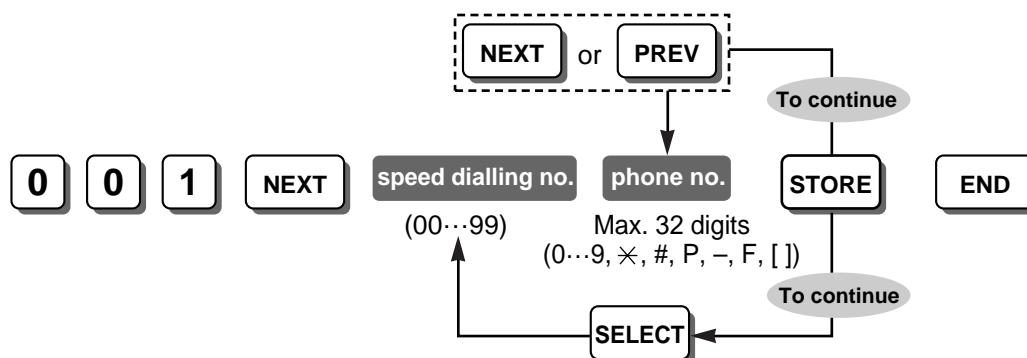 NEXT or PREV
To continue
0 0 1 NEXT speed dialling no. phone no. STORE END
(00···99) Max. 32 digits
(0···9, ✳, #, P, –, F, [ ])
To continue
SELECT